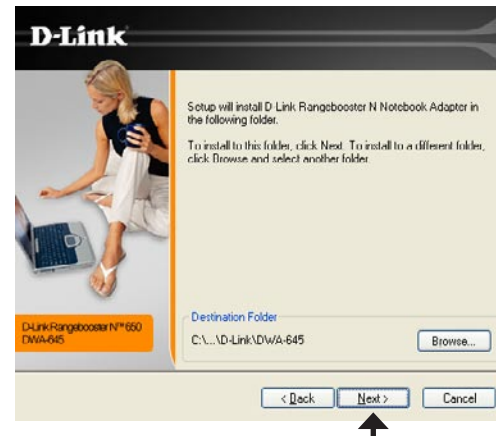 D-Link
Setup will install D-Link Rangebooster N Notebook Adapter in
the following folder.
To install to this folder, click Next. To install to a different folder,
click Browse and select another folder.
D-Link Rangebooster N™ 650
DWA-645
Destination Folder
C:\...\D-Link\DWA-645
Browse...
< Back
Next >
Cancel